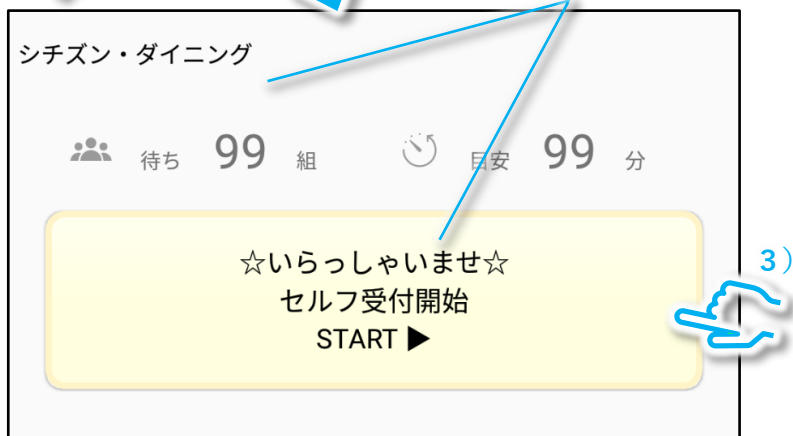 シチズン・ダイニング
待ち 99 組 目安 99 分
☆いらっしゃいませ☆
セルフ受付開始
START ▶
3）